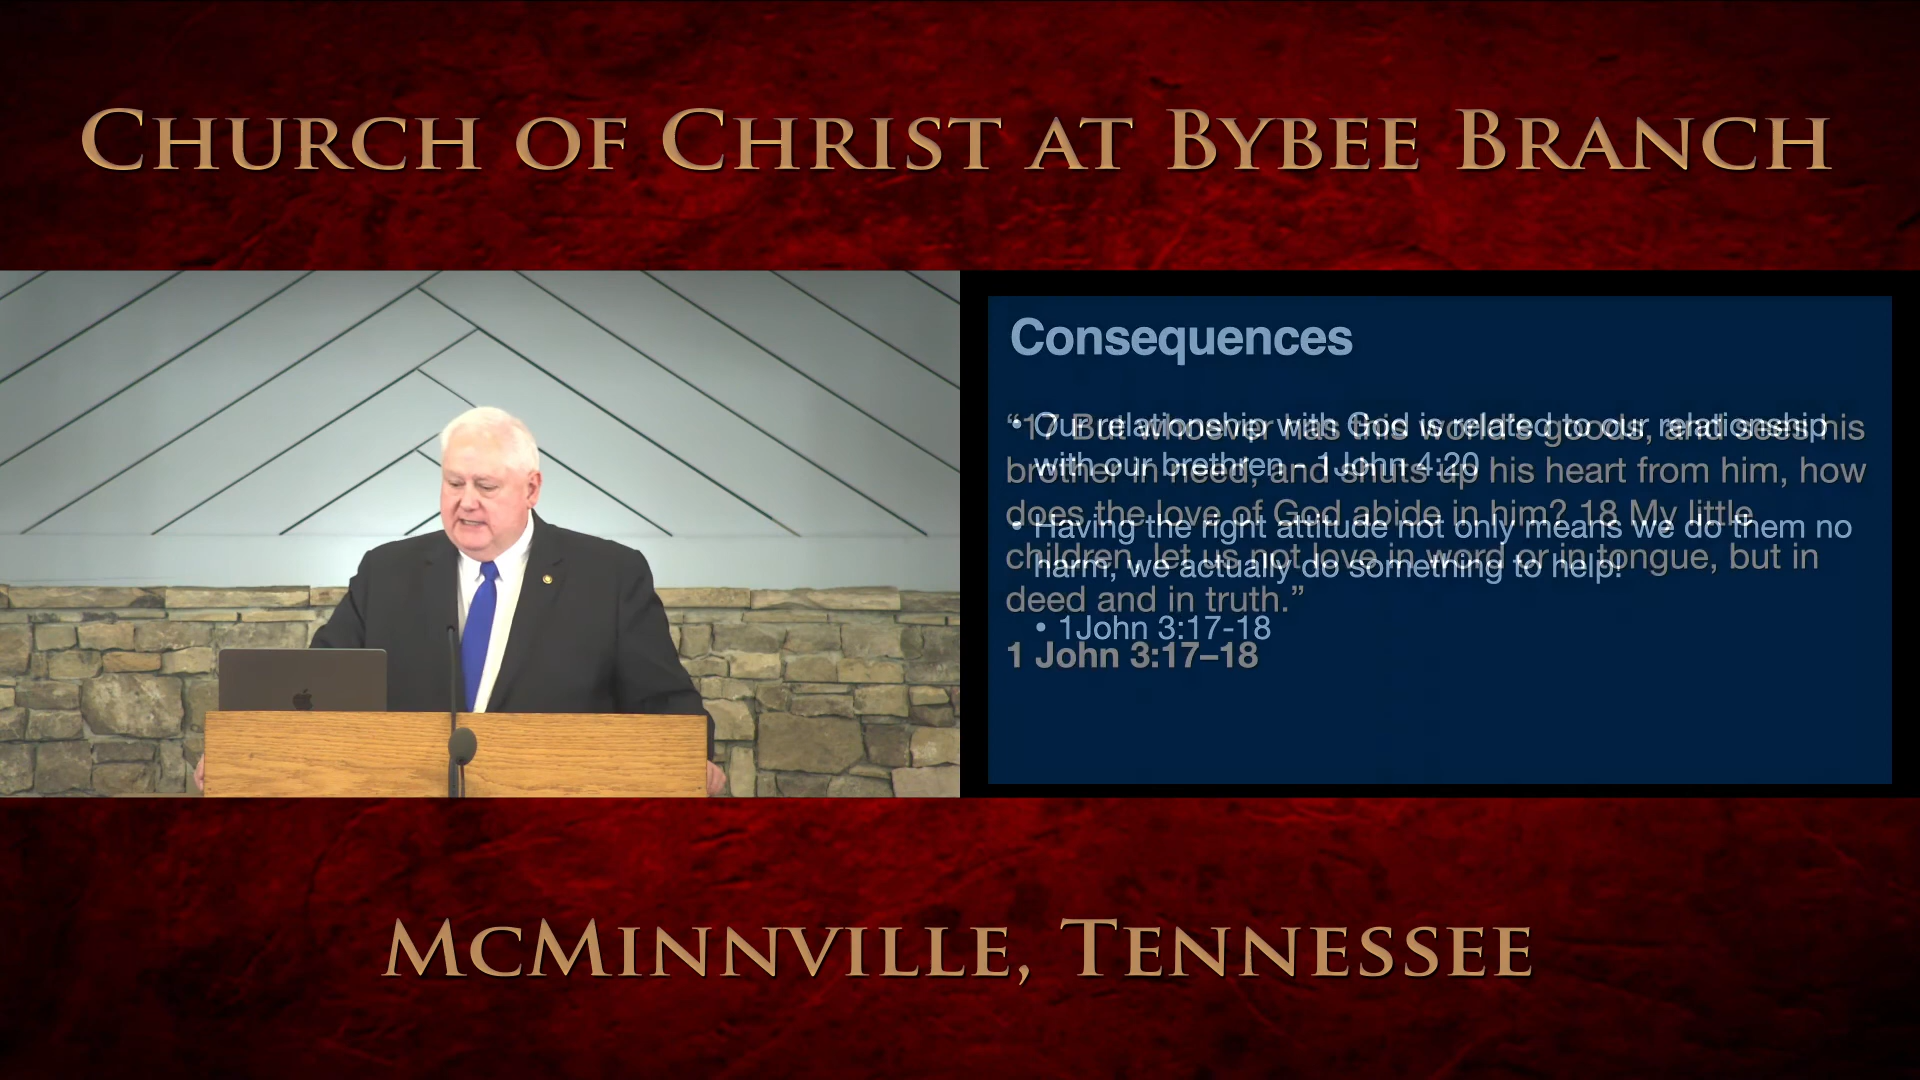 CHURCH OF CHRIST AT BYBEE BRANCH
Consequences
• Our relationship with God is related to our relationship
with our brethren - 1John 4:20
• Having the right attitude not only means we do them no
harm, we actually do something to help!
• 1John 3:17-18
“17 But whoever has this world’s goods, and sees his
brother in need, and shuts up his heart from him, how
does the love of God abide in him? 18 My little
children, let us not love in word or in tongue, but in
deed and in truth.”
1 John 3:17–18
MCMINNVILLE, TENNESSEE